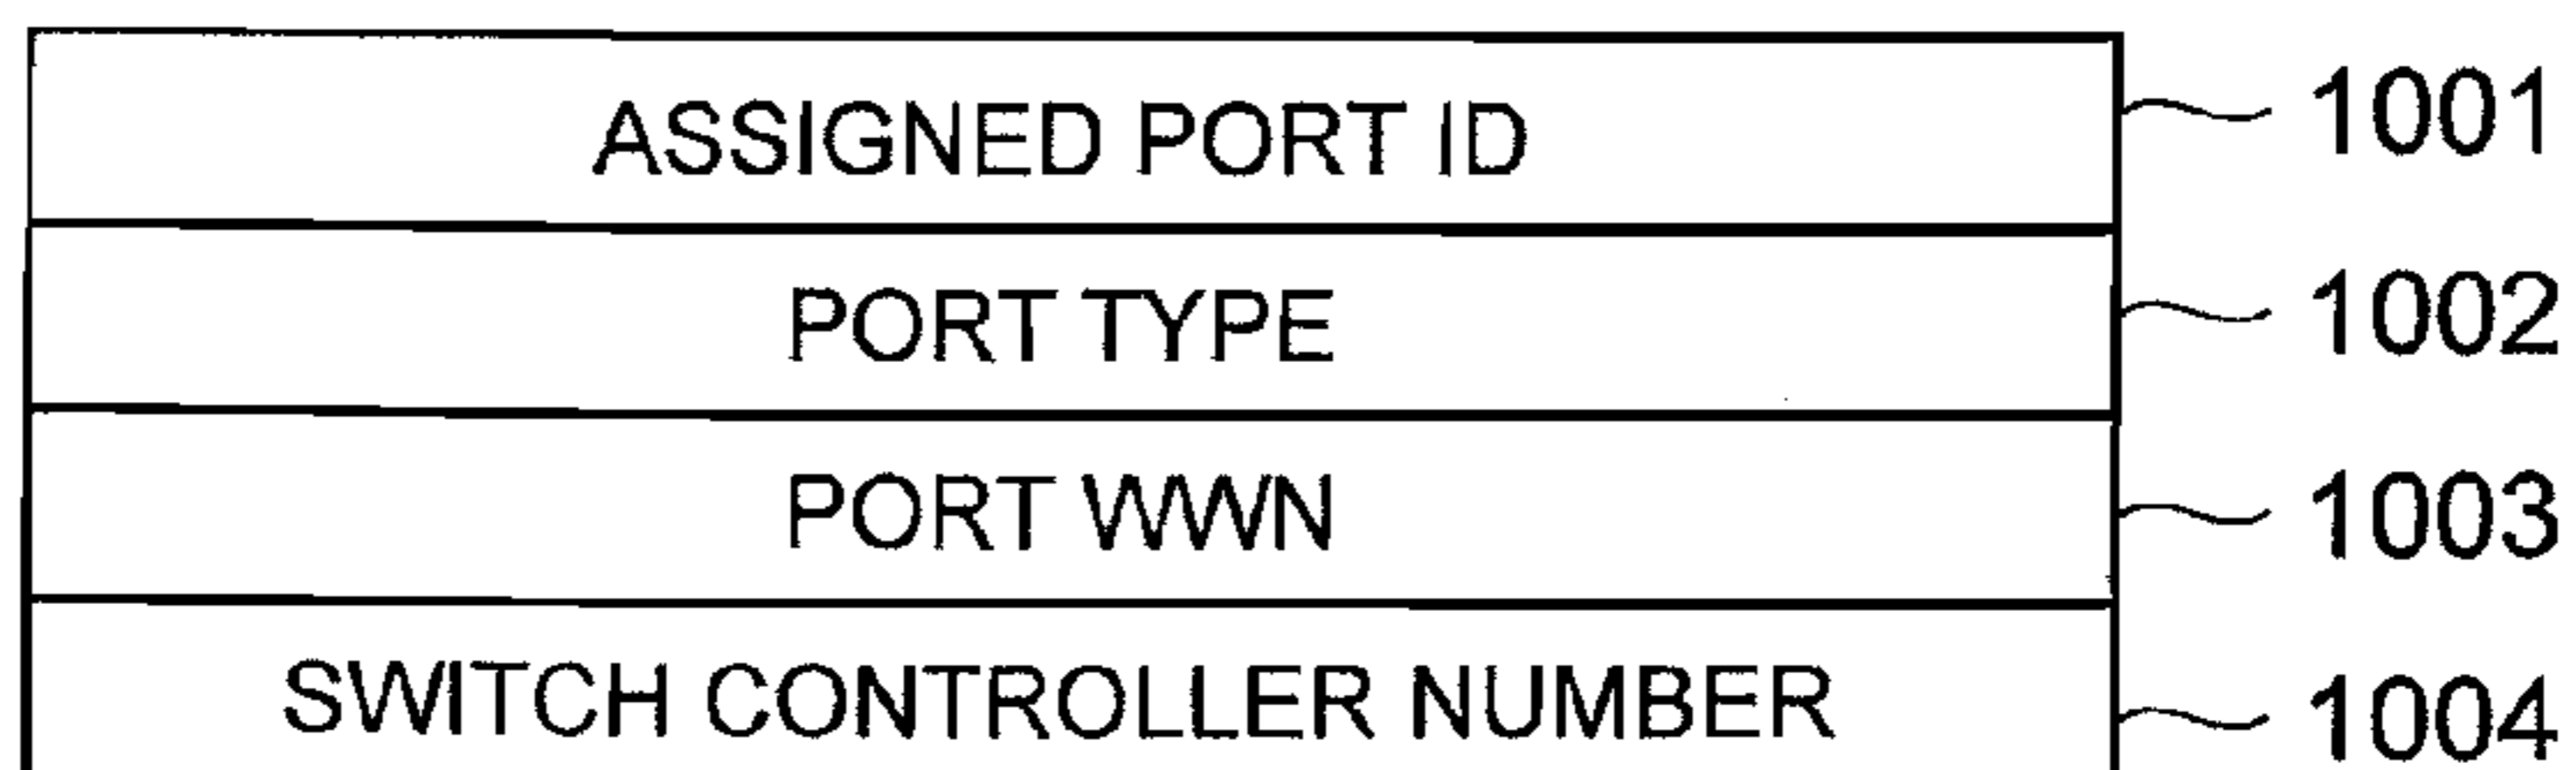 ASSIGNED PORT ID 1001
PORT TYPE 1002
PORT WWN 1003
SWITCH CONTROLLER NUMBER 1004